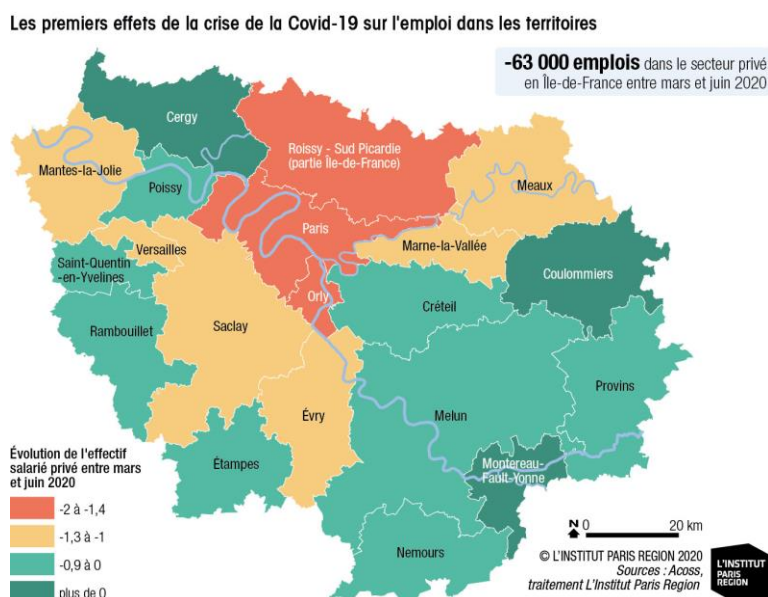 Les premiers effets de la crise de la Covid-19 sur l'emploi dans les territoires
-63 000 emplois dans le secteur privé
en Île-de-France entre mars et juin 2020
Cergy
Roissy - Sud Picardie
(partie Île-de-France)
Mantes-la-Jolie
Poissy
Meaux
Paris
Versailles
Marne-la-Vallée
Saint-Quentin
-en-Yvelines
Coulommiers
Orly
Créteil
Rambouillet
Saclay
Provins
Évry
Melun
Étampes
Montereau-
Fault-Yonne
Nemours
Évolution de l'effectif
salarié privé entre mars
et juin 2020
-2 à -1,4
-1,3 à -1
-0,9 à 0
plus de 0
N 0 20 km
© L'INSTITUT PARIS REGION 2020
Sources : Acoss,
traitement L'Institut Paris Region
L'INSTITUT
PARIS
REGION